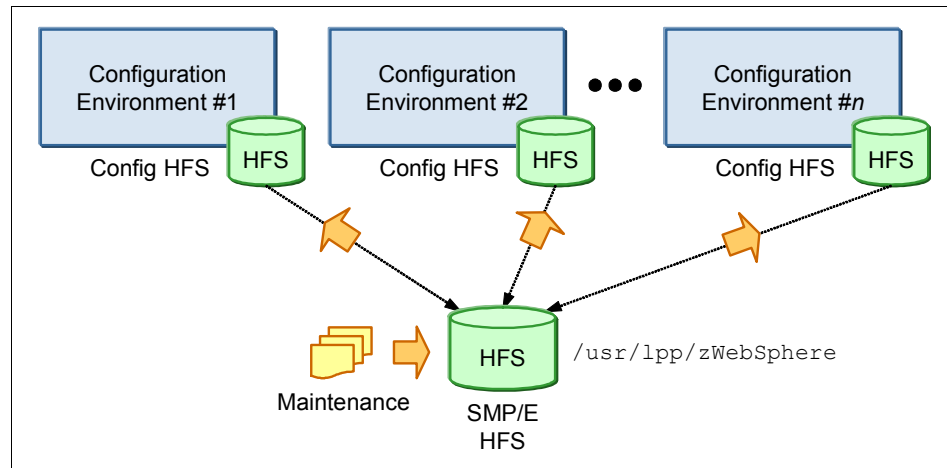 Configuration
Environment #1
Configuration
Environment #2
Configuration
Environment #n
HFS
HFS
HFS
Config HFS
Config HFS
Config HFS
HFS
/usr/lpp/zWebSphere
Maintenance
SMP/E
HFS